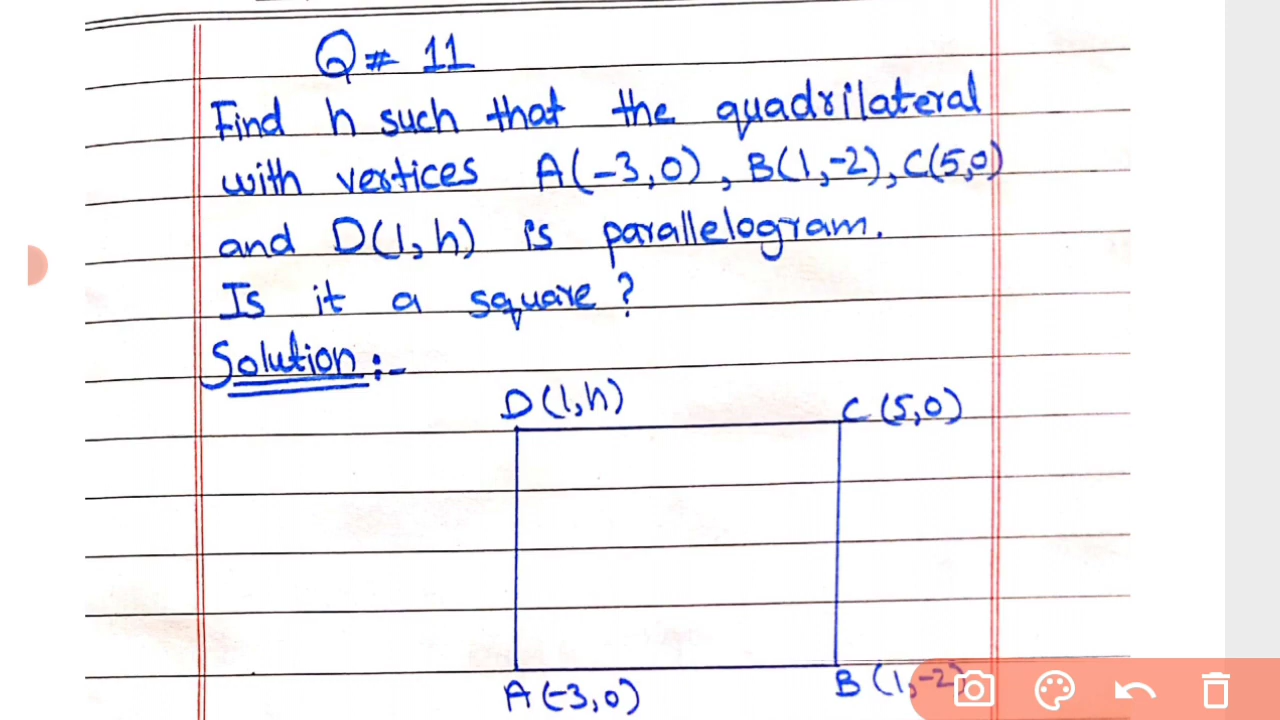 Q # 11
Find h such that the quadrilateral
with vertices A(-3,0), B(1,-2), C(5,0)
and D(1,h) is parallelogram.
Is it a square?
Solution:-
D(1,h)
C(5,0)
A(-3,0)
B(1,-2)